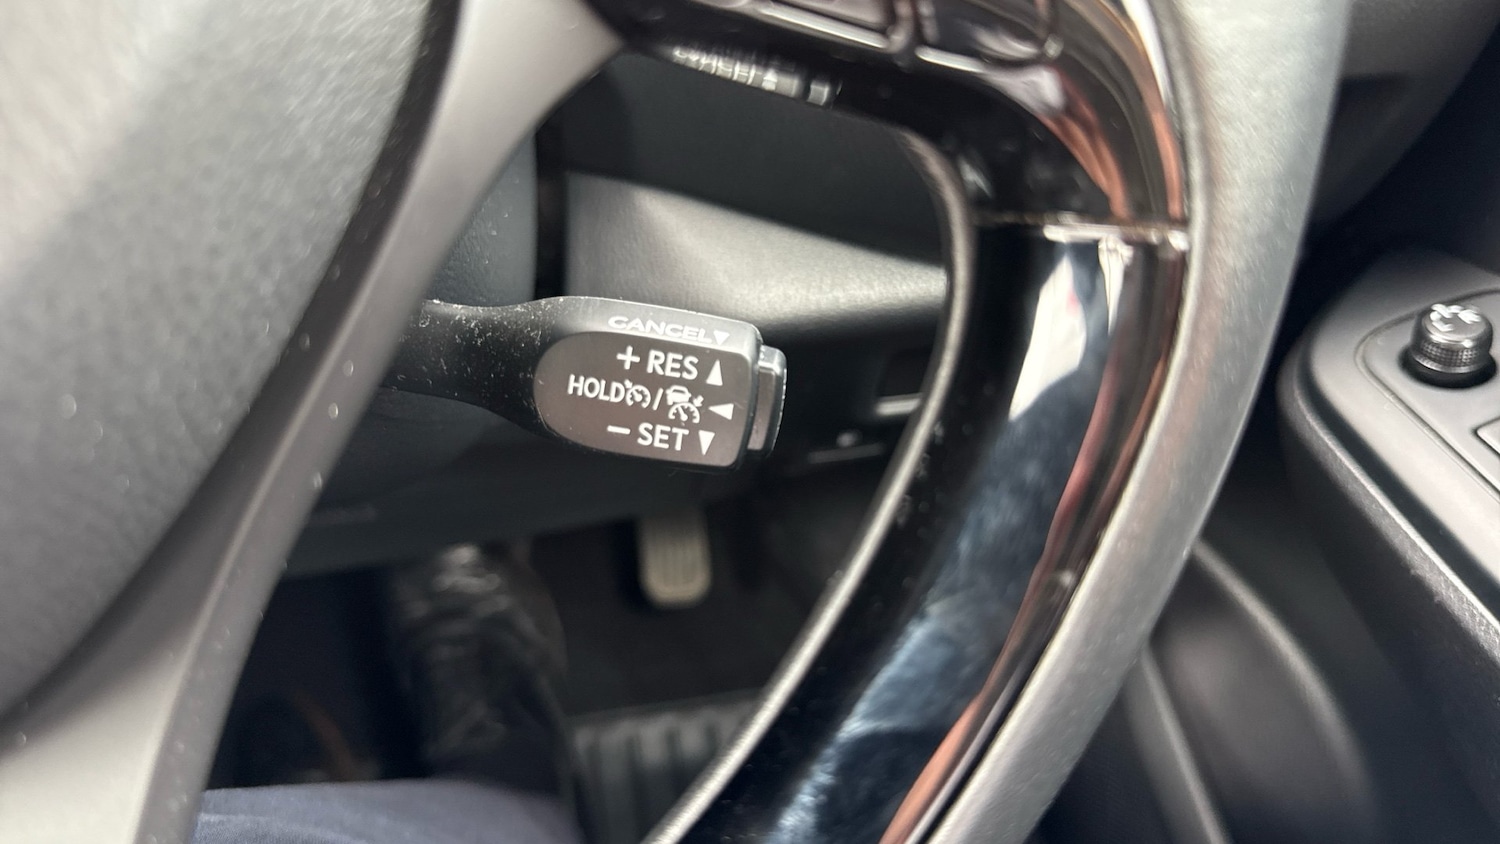 CANCEL▼
+ RES ▲
HOLD / ◄
− SET ▼